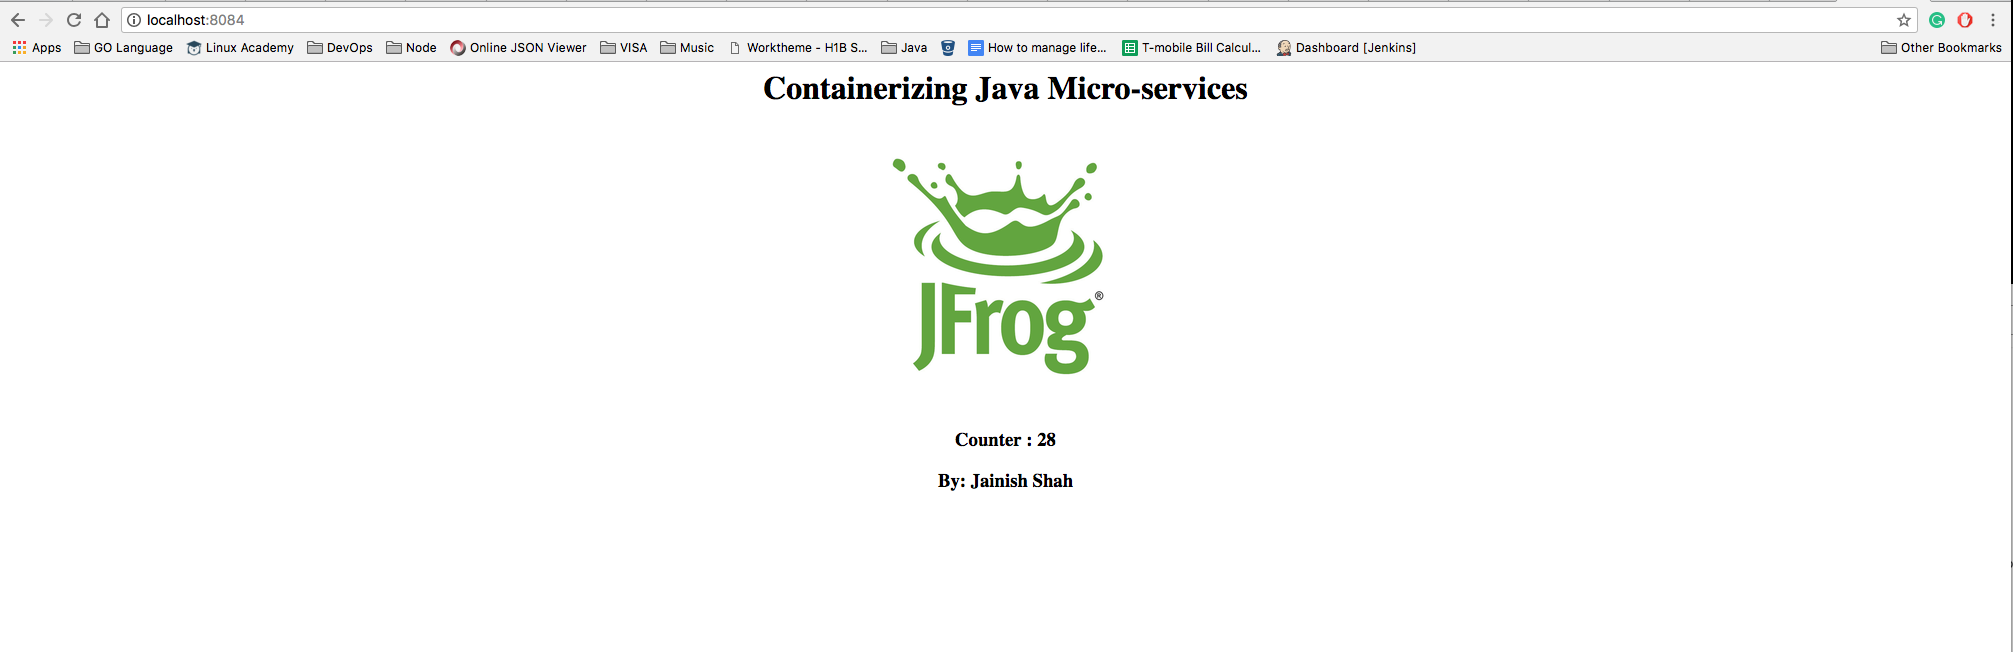 localhost:8084
Apps GO Language Linux Academy DevOps Node Online JSON Viewer VISA Music Worktheme - H1B S... Java How to manage life... T-mobile Bill Calcul... Dashboard [Jenkins] Other Bookmarks
Containerizing Java Micro-services
JFrog®
Counter : 28
By: Jainish Shah